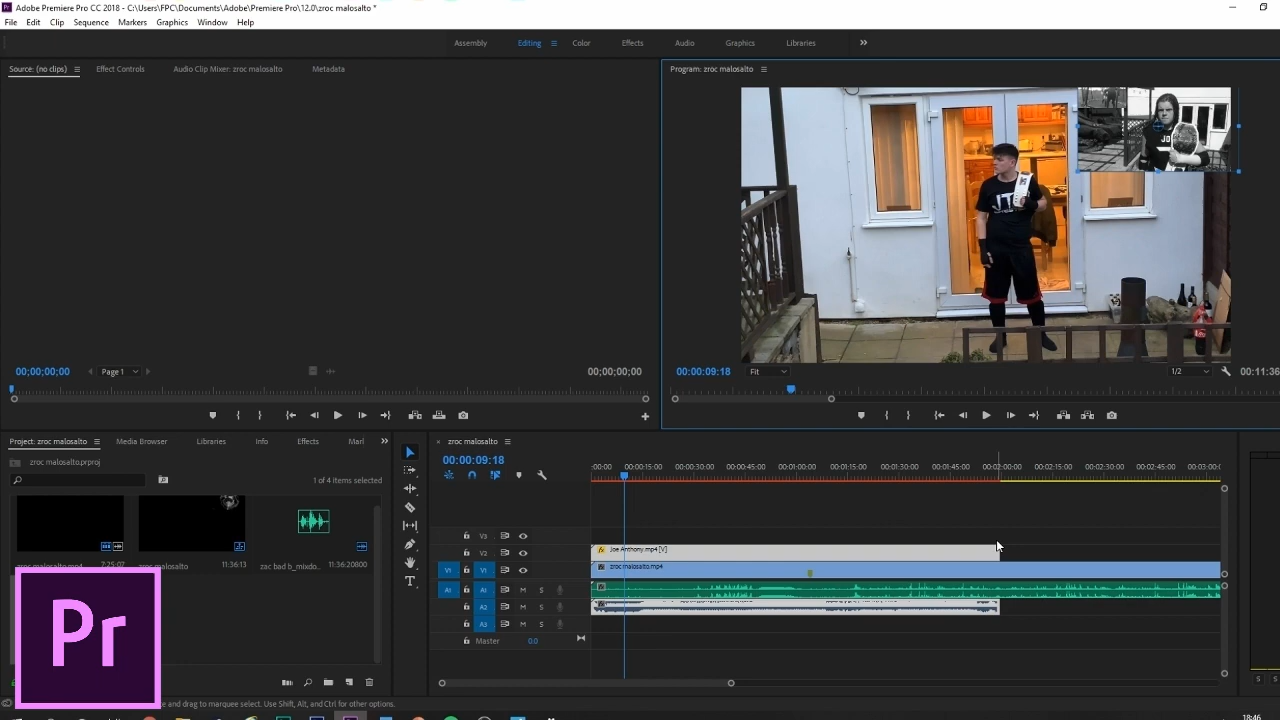 Adobe Premiere Pro CC 2018 - C:\Users\FPC\Documents\Adobe\Premiere Pro\12.0\zroc malosalto *
File Edit Clip Sequence Markers Graphics Window Help
Assembly Editing Color Effects Audio Graphics Libraries
Source: (no clips) Effect Controls Audio Clip Mixer: zroc malosalto Metadata
Program: zroc malosalto
00;00;00;00 Page 1 00;00;00;00
00:00:09:18 Fit 1/2 00:11:36
Project: zroc malosalto Media Browser Libraries Info Effects Marl
zroc malosalto.prproj
1 of 4 items selected
zroc malosalto.mp4 7:25:07 zroc malosalto 11:36:13 zac bad b_mixdo... 11:36:20800
zroc malosalto
00:00:09:18
:00:00 00:00:15:00 00:00:30:00 00:00:45:00 00:01:00:00 00:01:15:00 00:01:30:00 00:01:45:00 00:02:00:00 00:02:15:00 00:02:30:00 00:02:45:00 00:03:00:0
V3
V2 Joe Anthony.mp4 [V]
V1 V1 zroc malosalto.mp4
A1 A1 M S
A2 M S
A3 M S
Master 0.0
S S
Pr
and drag to marquee select. Use Shift, Alt, and Ctrl for other options.
18:46